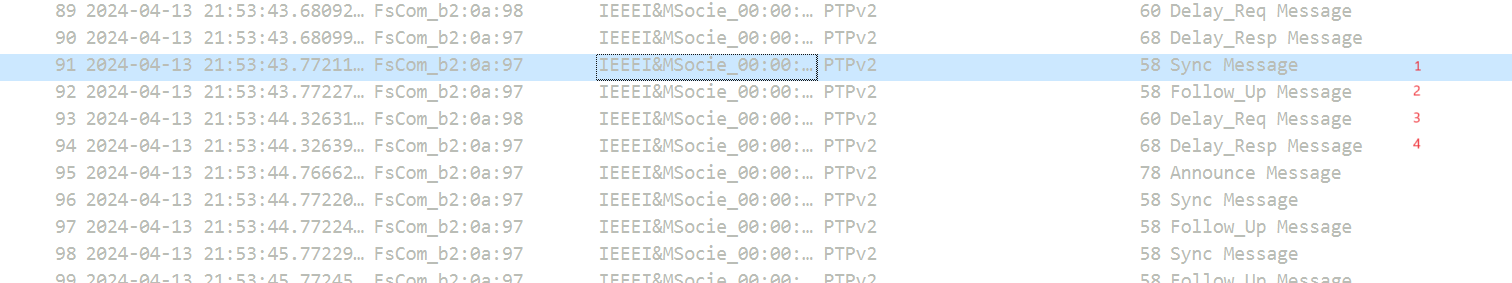 89 2024-04-13 21:53:43.68092… FsCom_b2:0a:98 IEEEI&MSocie_00:00:… PTPv2 60 Delay_Req Message
90 2024-04-13 21:53:43.68099… FsCom_b2:0a:97 IEEEI&MSocie_00:00:… PTPv2 68 Delay_Resp Message
91 2024-04-13 21:53:43.77211… FsCom_b2:0a:97 IEEEI&MSocie_00:00:… PTPv2 58 Sync Message 1
92 2024-04-13 21:53:43.77227… FsCom_b2:0a:97 IEEEI&MSocie_00:00:… PTPv2 58 Follow_Up Message 2
93 2024-04-13 21:53:44.32631… FsCom_b2:0a:98 IEEEI&MSocie_00:00:… PTPv2 60 Delay_Req Message 3
94 2024-04-13 21:53:44.32639… FsCom_b2:0a:97 IEEEI&MSocie_00:00:… PTPv2 68 Delay_Resp Message 4
95 2024-04-13 21:53:44.76662… FsCom_b2:0a:97 IEEEI&MSocie_00:00:… PTPv2 78 Announce Message
96 2024-04-13 21:53:44.77220… FsCom_b2:0a:97 IEEEI&MSocie_00:00:… PTPv2 58 Sync Message
97 2024-04-13 21:53:44.77224… FsCom_b2:0a:97 IEEEI&MSocie_00:00:… PTPv2 58 Follow_Up Message
98 2024-04-13 21:53:45.77229… FsCom_b2:0a:97 IEEEI&MSocie_00:00:… PTPv2 58 Sync Message
99 2024-04-13 21:53:45.77245… FsCom_b2:0a:97 IEEEI&MSocie_00:00:… PTPv2 58 Follow_Up Message